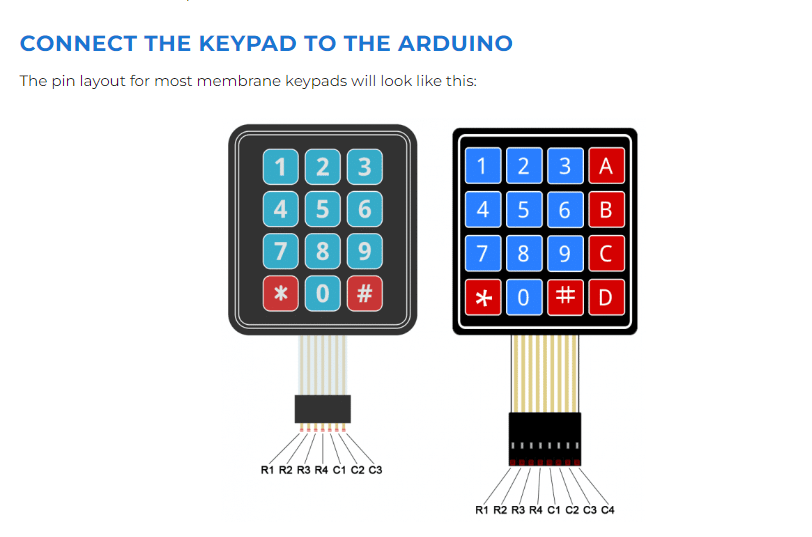 CONNECT THE KEYPAD TO THE ARDUINO
The pin layout for most membrane keypads will look like this:
1 2 3
4 5 6
7 8 9
* 0 #
R1 R2 R3 R4 C1 C2 C3
1 2 3 A
4 5 6 B
7 8 9 C
* 0 # D
R1 R2 R3 R4 C1 C2 C3 C4